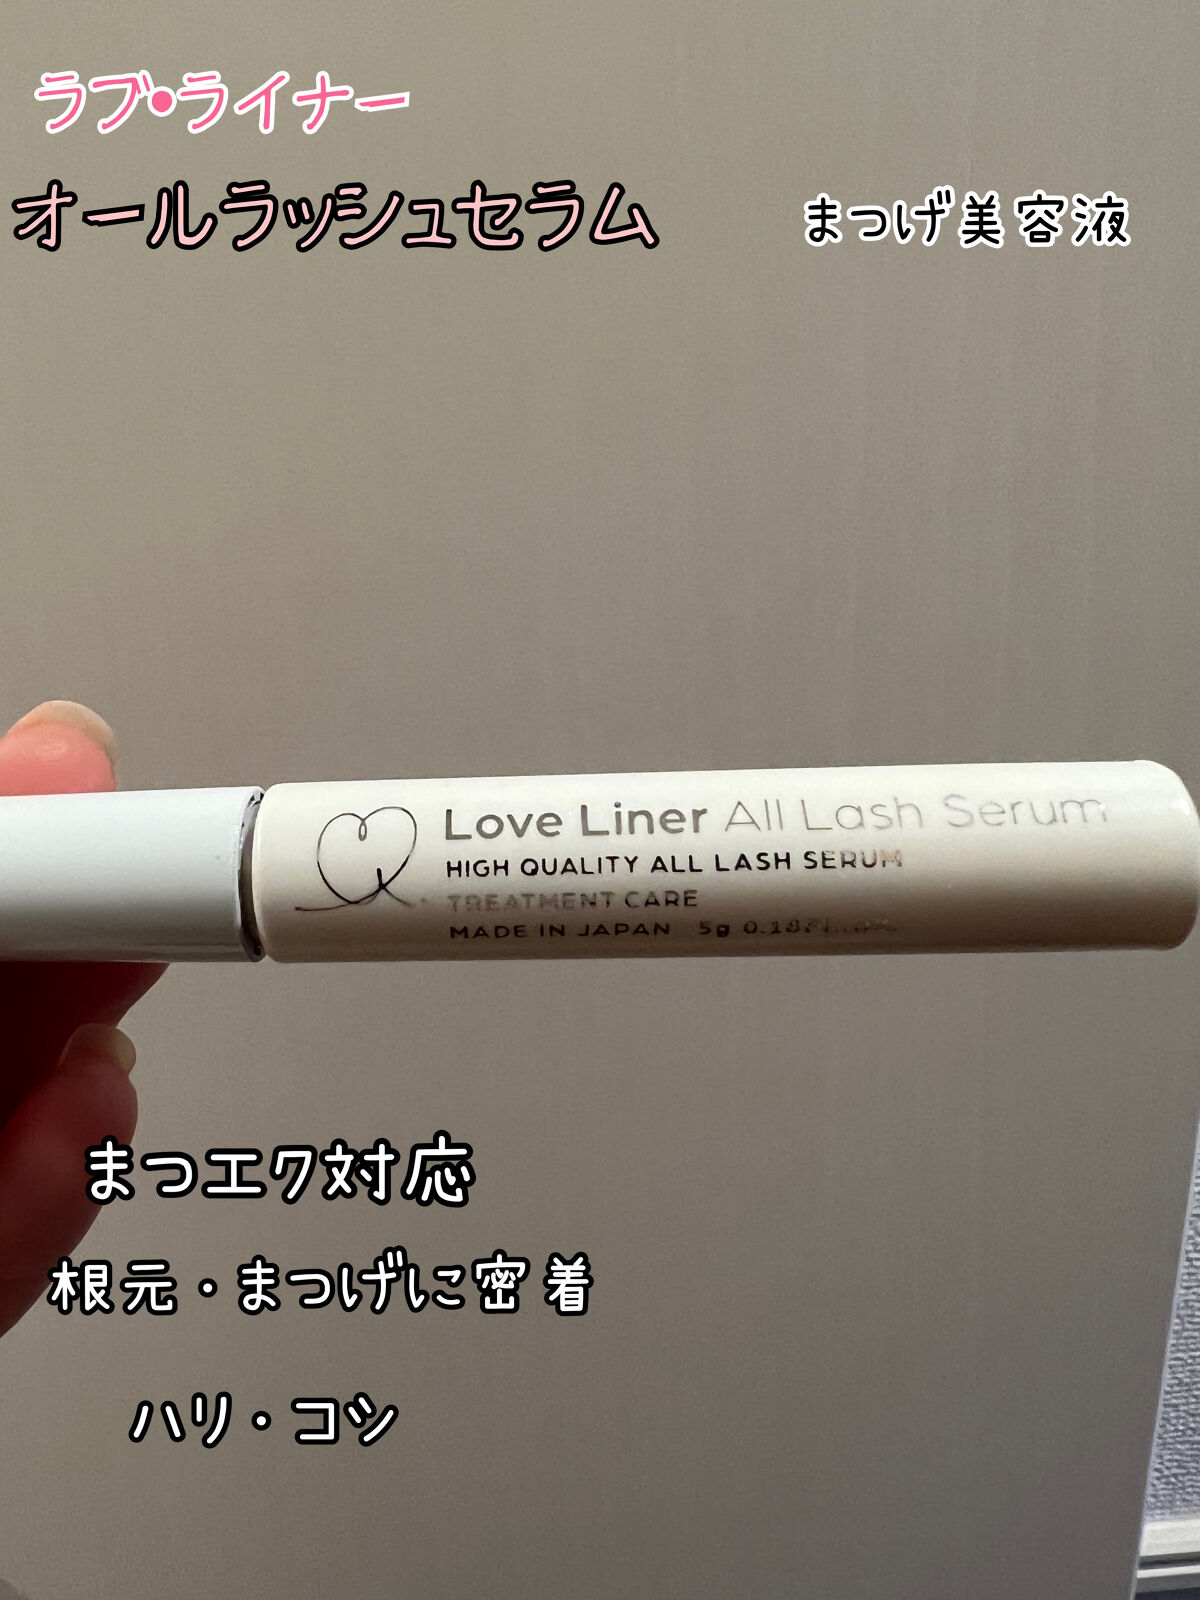 ラブ•ライナー
オールラッシュセラム
まつげ美容液
Love Liner All Lash Serum
HIGH QUALITY ALL LASH SERUM
TREATMENT CARE
MADE IN JAPAN 5g
まつエク対応
根元・まつげに密着
ハリ・コシ